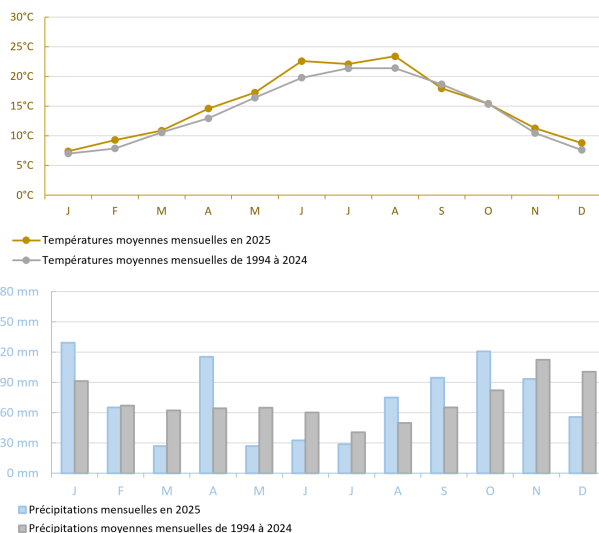 30°C
25°C
20°C
15°C
10°C
5°C
0°C
J F M A M J J A S O N D
Températures moyennes mensuelles en 2025
Températures moyennes mensuelles de 1994 à 2024
80 mm
50 mm
20 mm
90 mm
60 mm
30 mm
0 mm
J F M A M J J A S O N D
Précipitations mensuelles en 2025
Précipitations moyennes mensuelles de 1994 à 2024